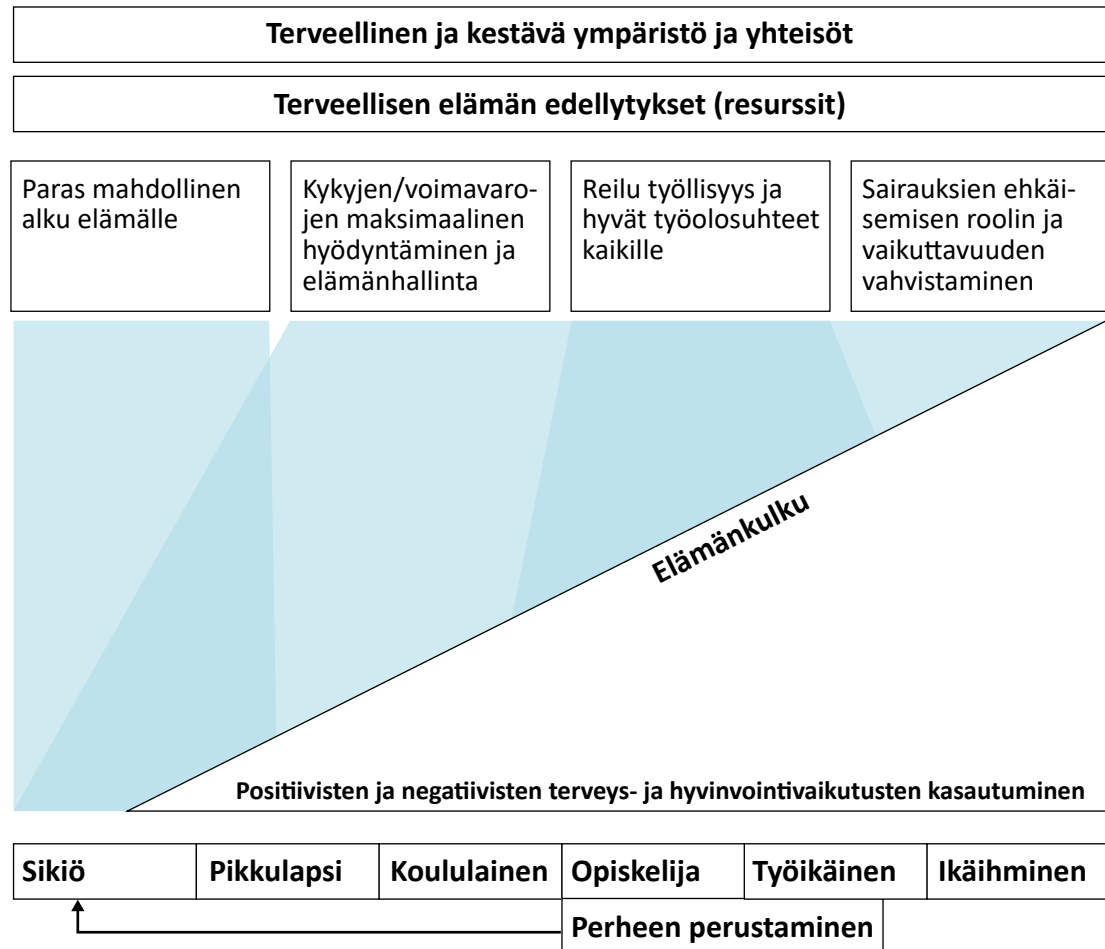 Terveellinen ja kestävä ympäristö ja yhteisöt
Terveellisen elämän edellytykset (resurssit)
Paras mahdollinen
alku elämälle
Kykyjen/voimavaro-
jen maksimaalinen
hyödyntäminen ja
elämänhallinta
Reilu työllisyys ja
hyvät työolosuhteet
kaikille
Sairauksien ehkäi-
semisen roolin ja
vaikuttavuuden
vahvistaminen
Elämänkulku
Positiivisten ja negatiivisten terveys- ja hyvinvointivaikutusten kasautuminen
Sikiö
Pikkulapsi
Koululainen
Opiskelija
Työikäinen
Ikäihminen
Perheen perustaminen